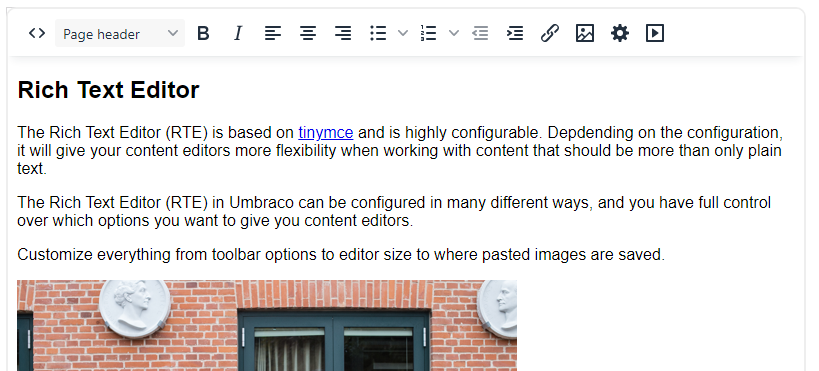 Page header
Rich Text Editor
The Rich Text Editor (RTE) is based on tinymce and is highly configurable. Depdending on the configuration,
it will give your content editors more flexibility when working with content that should be more than only plain
text.
The Rich Text Editor (RTE) in Umbraco can be configured in many different ways, and you have full control
over which options you want to give you content editors.
Customize everything from toolbar options to editor size to where pasted images are saved.